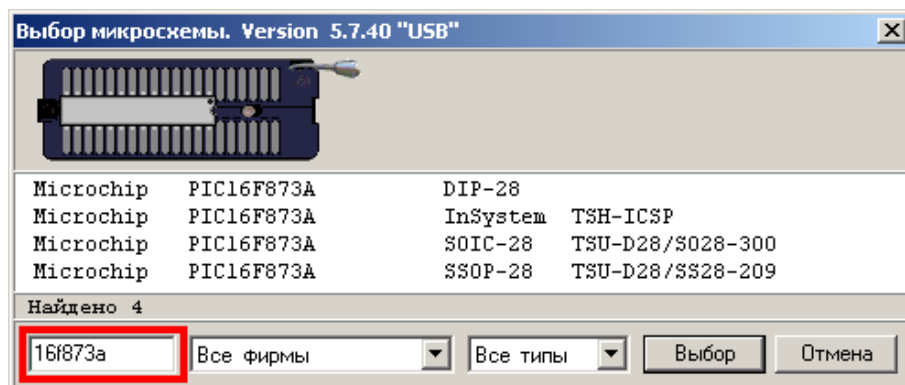 Выбор микросхемы. Version 5.7.40 "USB"
Microchip PIC16F873A DIP-28
Microchip PIC16F873A InSystem TSH-ICSP
Microchip PIC16F873A SOIC-28 TSU-D28/SO28-300
Microchip PIC16F873A SSOP-28 TSU-D28/SS28-209
Найдено 4
16f873a Все фирмы Все типы Выбор Отмена